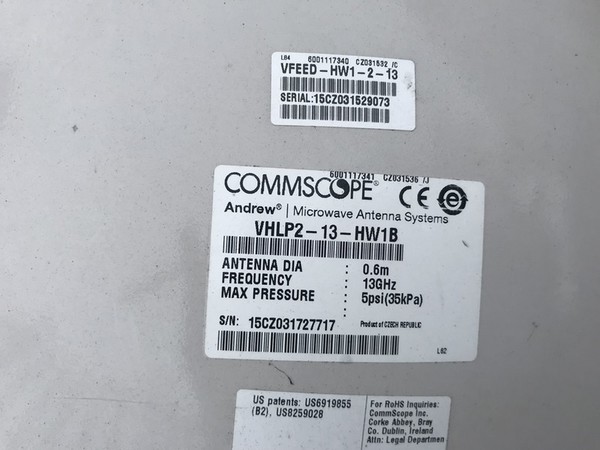 L64 6001117340 CZ031532 /C
VFEED-HW1-2-13
SERIAL:15CZ031529073
6001117341 CZ031536 /J
COMMSCOPE®
CE e
Andrew® | Microwave Antenna Systems
VHLP2-13-HW1B
ANTENNA DIA : 0.6m
FREQUENCY : 13GHz
MAX PRESSURE : 5psi(35kPa)
S/N: 15CZ031727717 Product of CZECH REPUBLIC
L62
US patents: US6919855
(B2), US8259028
For RoHS Inquiries:
CommScope Inc.
Corke Abbey, Bray
Co. Dublin, Ireland
Attn: Legal Departmen